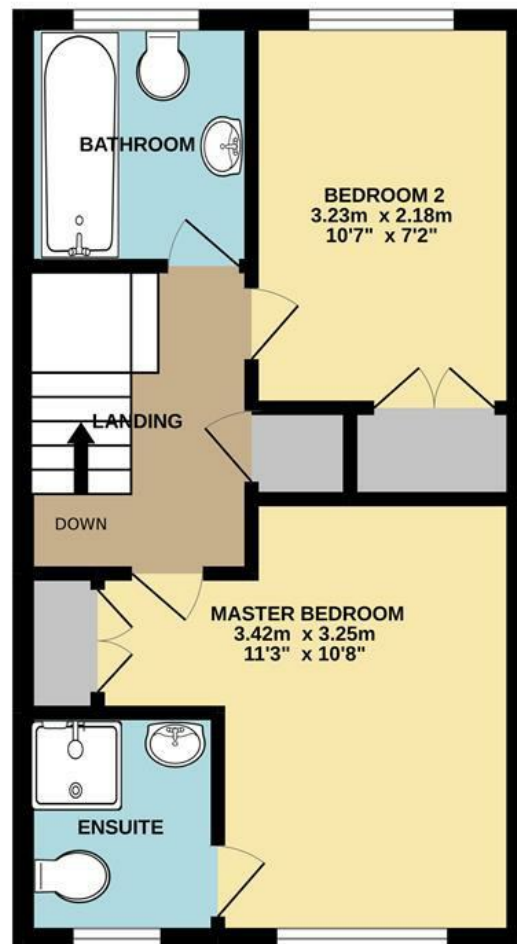 BATHROOM
BEDROOM 2
3.23m x 2.18m
10'7" x 7'2"
LANDING
DOWN
MASTER BEDROOM
3.42m x 3.25m
11'3" x 10'8"
ENSUITE